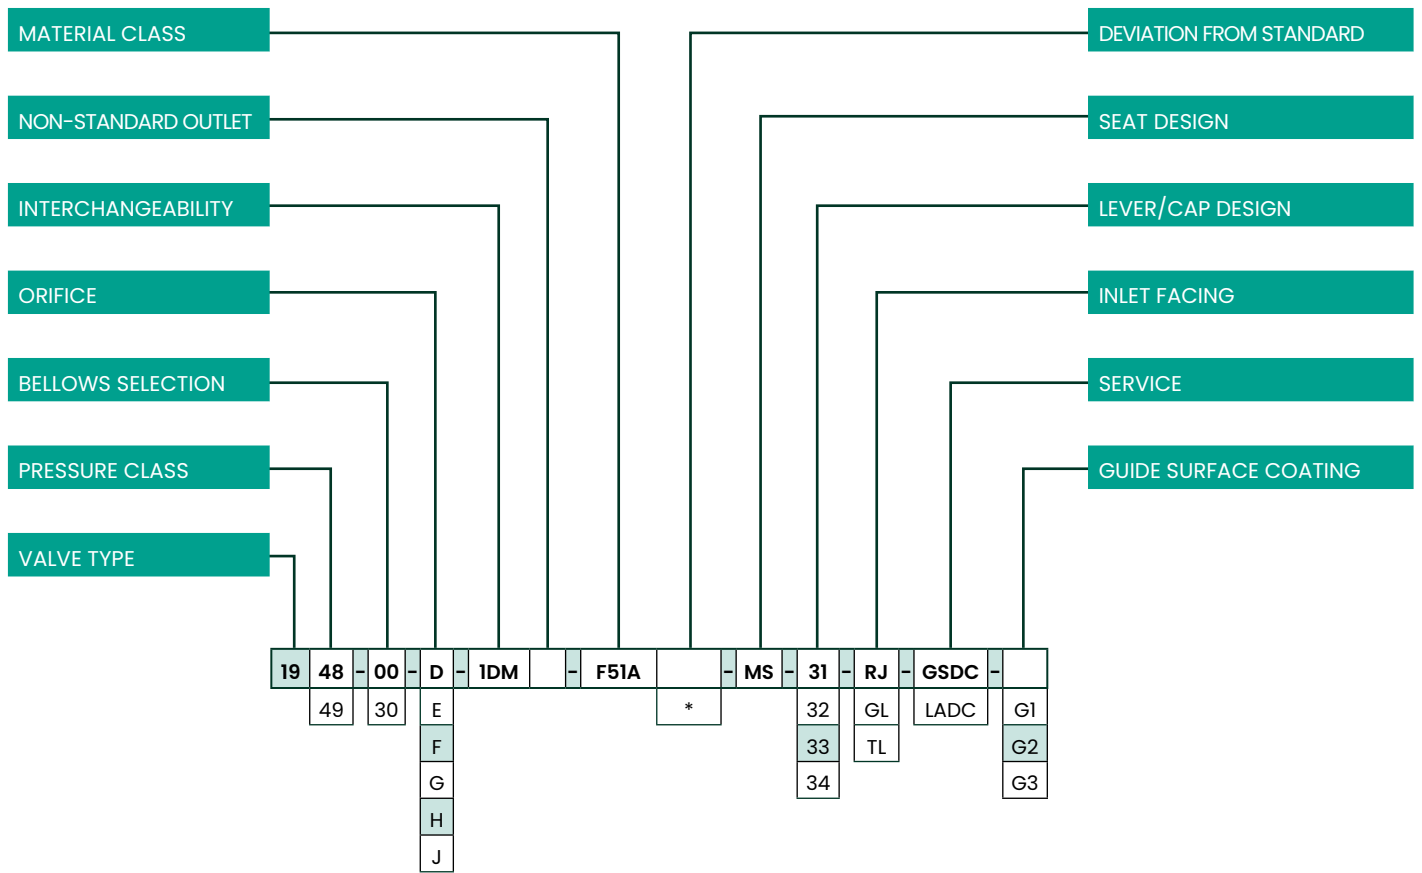 MATERIAL CLASS
NON-STANDARD OUTLET
INTERCHANGEABILITY
ORIFICE
BELLOWS SELECTION
PRESSURE CLASS
VALVE TYPE
DEVIATION FROM STANDARD
SEAT DESIGN
LEVER/CAP DESIGN
INLET FACING
SERVICE
GUIDE SURFACE COATING
19 48 - 00 - D - 1DM - F51A - MS - 31 - RJ - GSDC -
49 30 E * 32 GL LADC G1
F 33 TL G2
G 34 G3
H
J